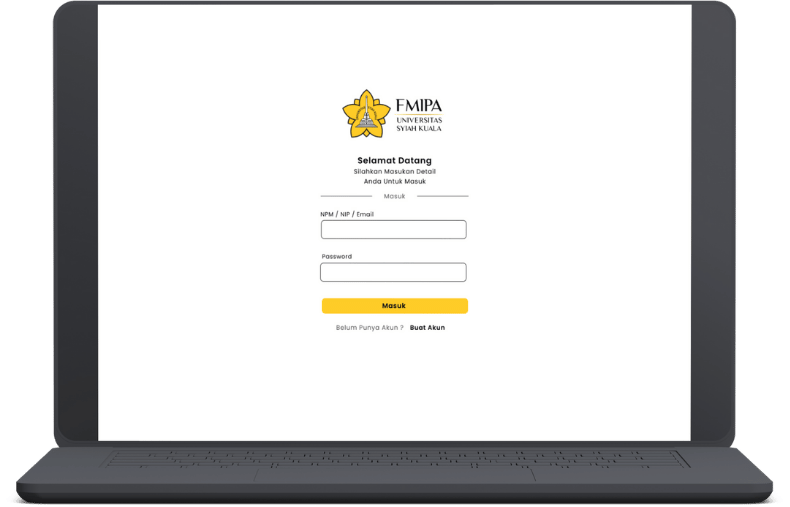 FMIPA
UNIVERSITAS
SYIAH KUALA
Selamat Datang
Silahkan Masukan Detail
Anda Untuk Masuk
Masuk
NPM / NIP / Email
Password
Masuk
Belum Punya Akun ? Buat Akun